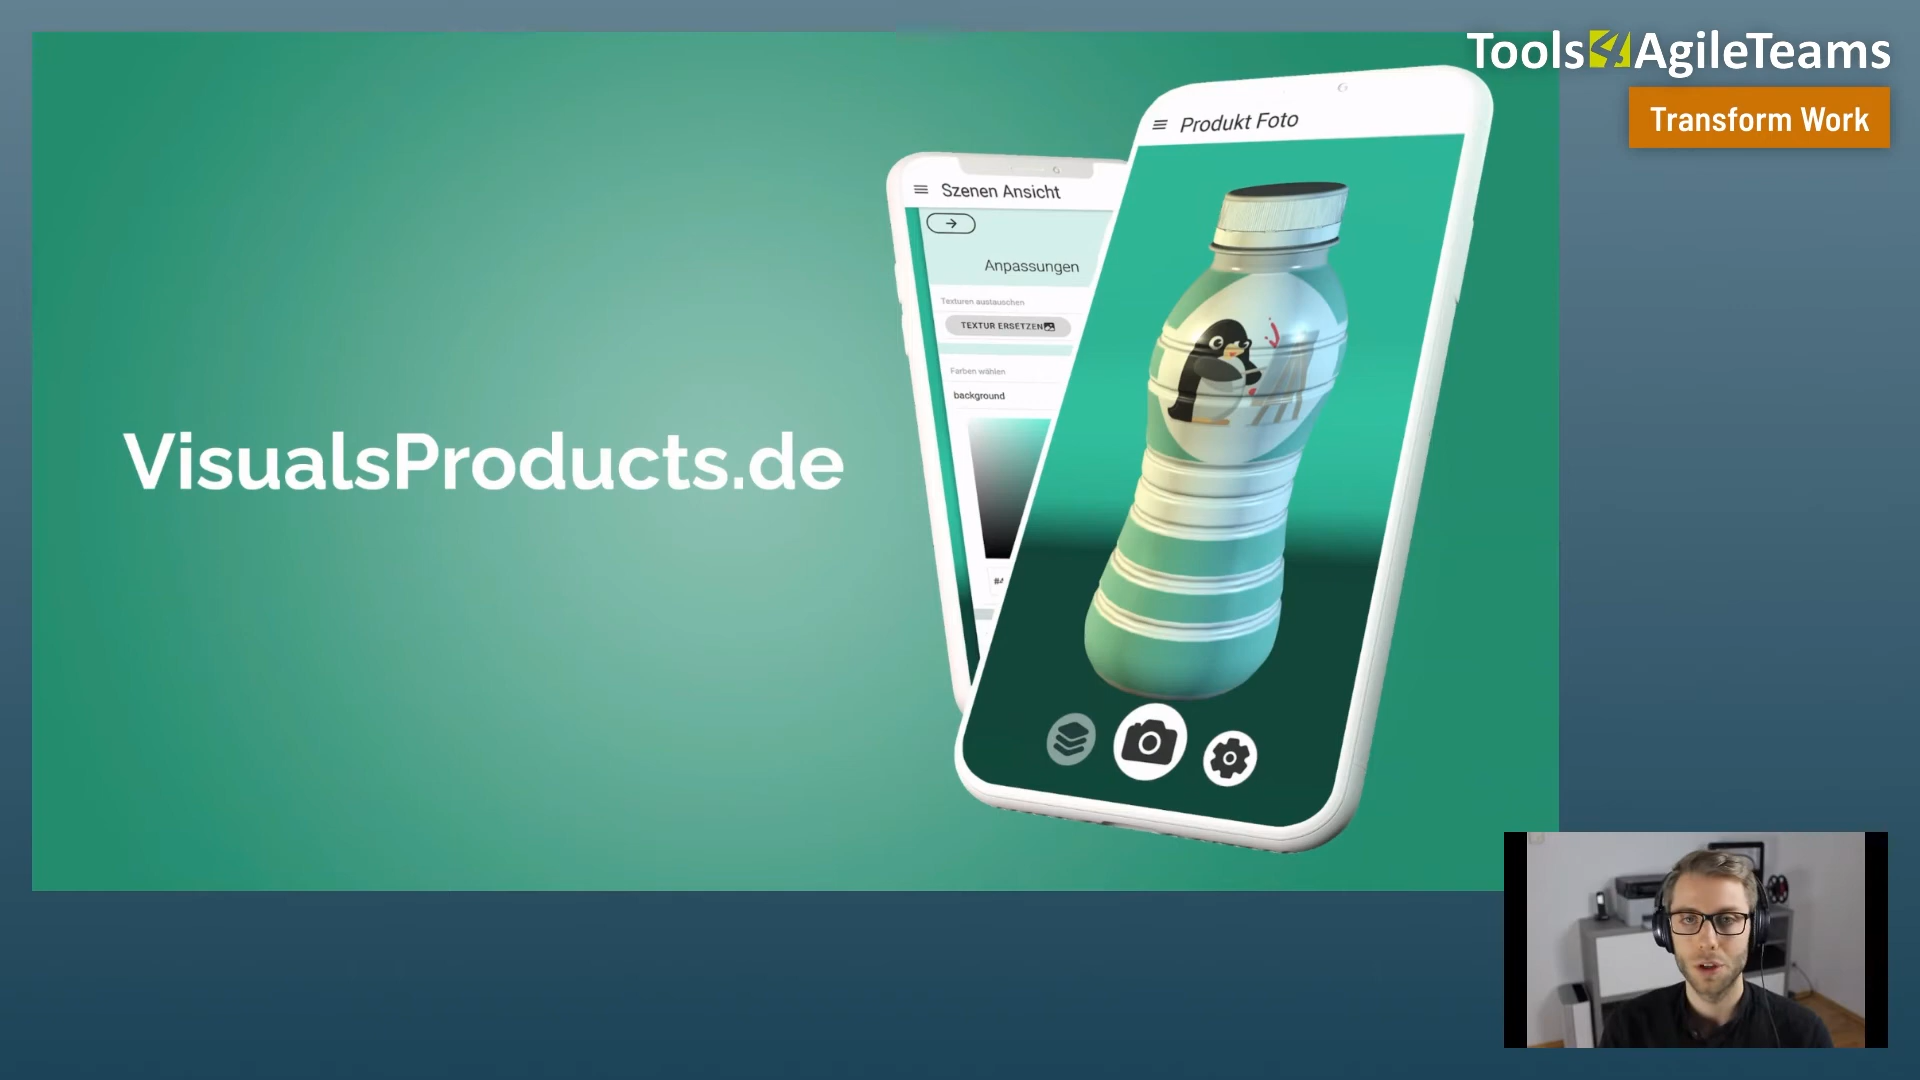 Tools4AgileTeams
Transform Work
VisualsProducts.de
Szenen Ansicht
Anpassungen
Texturen austauschen
TEXTUR ERSETZEN
Farben wählen
background
Produkt Foto